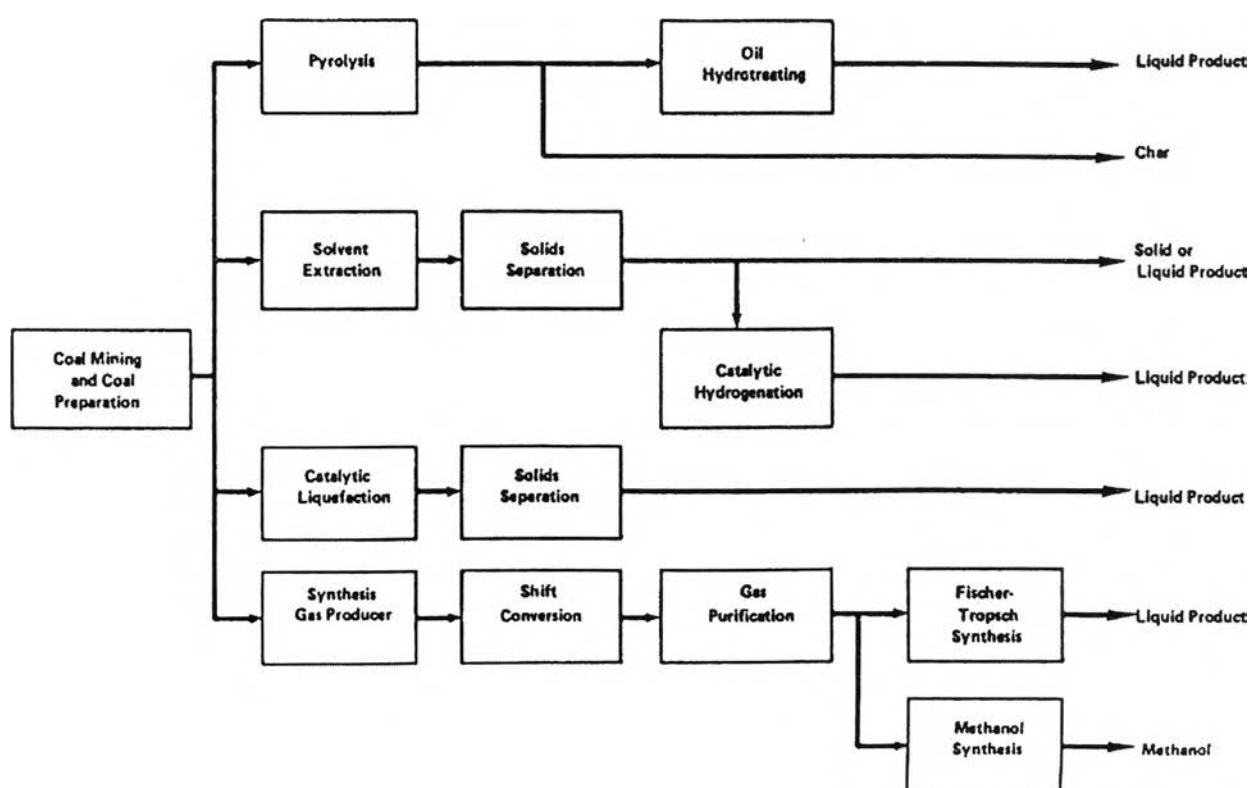 Pyrolysis
Oil
Hydrotreating
Liquid Product
Char
Solvent
Extraction
Solids
Separation
Solid or
Liquid Product
Coal Mining
and Coal
Preparation
Catalytic
Hydrogenation
Liquid Product
Catalytic
Liquefaction
Solids
Separation
Liquid Product
Synthesis
Gas Producer
Shift
Conversion
Gas
Purification
Fischer-
Tropsch
Synthesis
Liquid Product
Methanol
Synthesis
Methanol